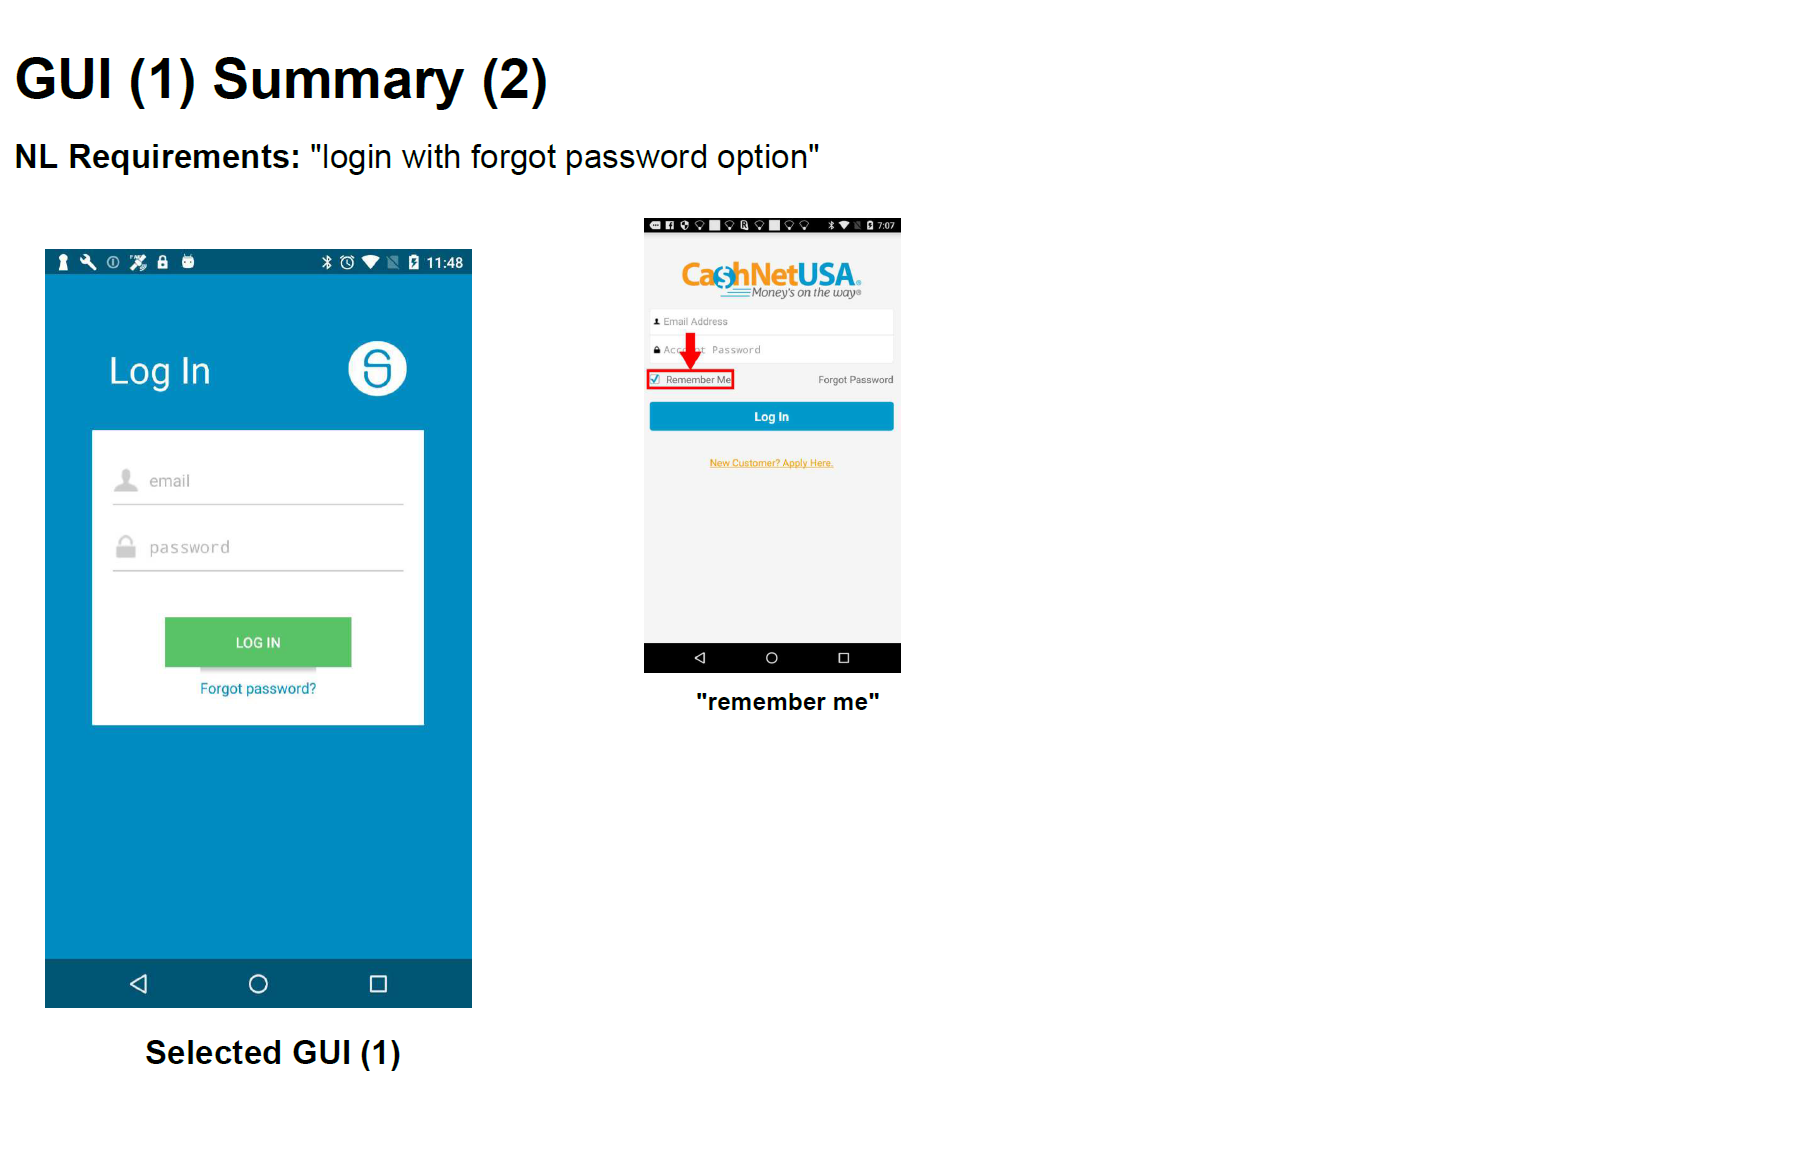 GUI (1) Summary (2)
NL Requirements: "login with forgot password option"
11:48
Log In
email
password
LOG IN
Forgot password?
Selected GUI (1)
7:07
CashNetUSA®
Money's on the way®
Email Address
Account Password
Remember Me
Forgot Password
Log In
New Customer? Apply Here.
"remember me"